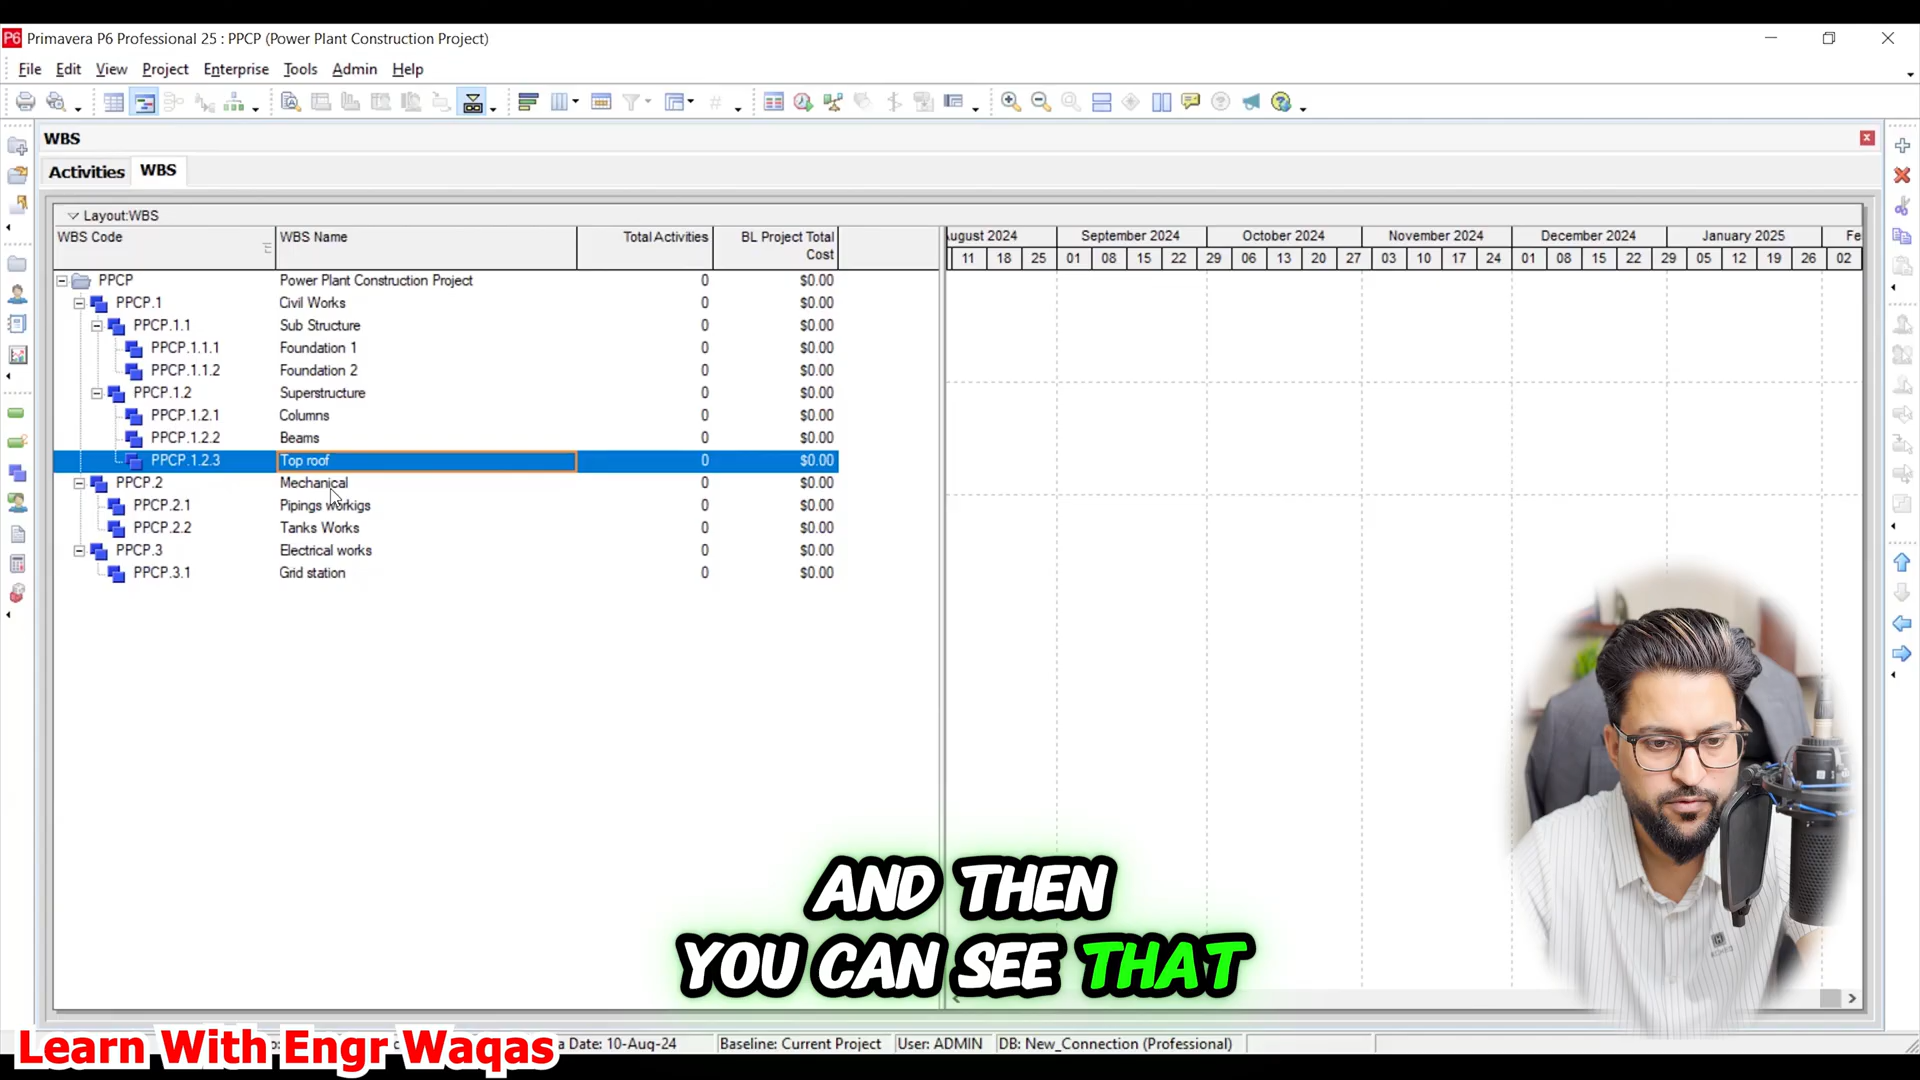 P6 Primavera P6 Professional 25 : PPCP (Power Plant Construction Project)
File Edit View Project Enterprise Tools Admin Help
WBS
Activities WBS
Layout:WBS
WBS Code WBS Name Total Activities BL Project Total Cost
ugust 2024 September 2024 October 2024 November 2024 December 2024 January 2025 Fe
11 18 25 01 08 15 22 29 06 13 20 27 03 10 17 24 01 08 15 22 29 05 12 19 26 02
PPCP Power Plant Construction Project 0 $0.00
PPCP.1 Civil Works 0 $0.00
PPCP.1.1 Sub Structure 0 $0.00
PPCP.1.1.1 Foundation 1 0 $0.00
PPCP.1.1.2 Foundation 2 0 $0.00
PPCP.1.2 Superstructure 0 $0.00
PPCP.1.2.1 Columns 0 $0.00
PPCP.1.2.2 Beams 0 $0.00
PPCP.1.2.3 Top roof 0 $0.00
PPCP.2 Mechanical 0 $0.00
PPCP.2.1 Pipings workigs 0 $0.00
PPCP.2.2 Tanks Works 0 $0.00
PPCP.3 Electrical works 0 $0.00
PPCP.3.1 Grid station 0 $0.00
AND THEN
YOU CAN SEE THAT
Learn With Engr Waqas
a Date: 10-Aug-24 Baseline: Current Project User: ADMIN DB: New_Connection (Professional)